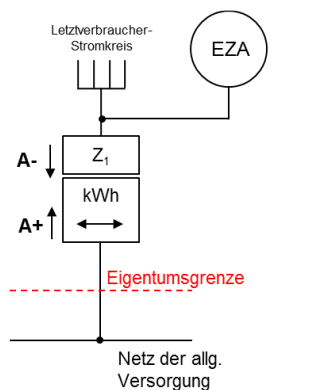 Letztverbraucher-
Stromkreis
EZA
A-
Z1
kWh
A+
Eigentumsgrenze
Netz der allg.
Versorgung